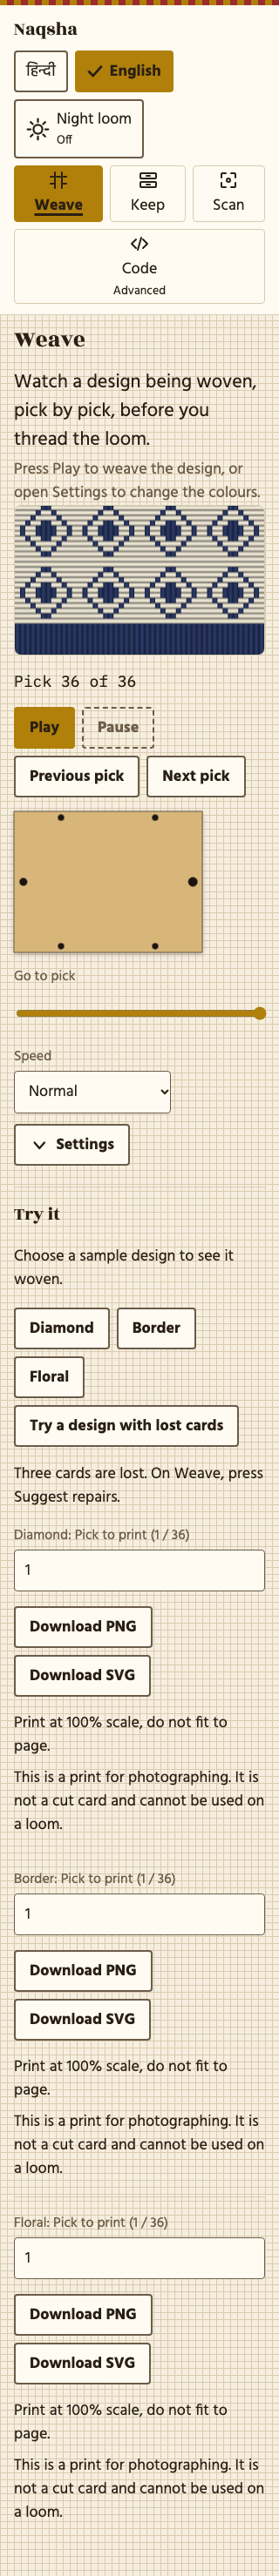 Naqsha
हिन्दी
English
Night loom
Off
Weave
Keep
Scan
Code
Advanced
Weave
Watch a design being woven,
pick by pick, before you
thread the loom.
Press Play to weave the design, or
open Settings to change the colours.
Pick 36 of 36
Play
Pause
Previous pick
Next pick
Go to pick
Speed
Normal
Settings
Try it
Choose a sample design to see it
woven.
Diamond
Border
Floral
Try a design with lost cards
Three cards are lost. On Weave, press
Suggest repairs.
Diamond: Pick to print (1 / 36)
1
Download PNG
Download SVG
Print at 100% scale, do not fit to
page.
This is a print for photographing. It is
not a cut card and cannot be used on
a loom.
Border: Pick to print (1 / 36)
1
Download PNG
Download SVG
Print at 100% scale, do not fit to
page.
This is a print for photographing. It is
not a cut card and cannot be used on
a loom.
Floral: Pick to print (1 / 36)
1
Download PNG
Download SVG
Print at 100% scale, do not fit to
page.
This is a print for photographing. It is
not a cut card and cannot be used on
a loom.